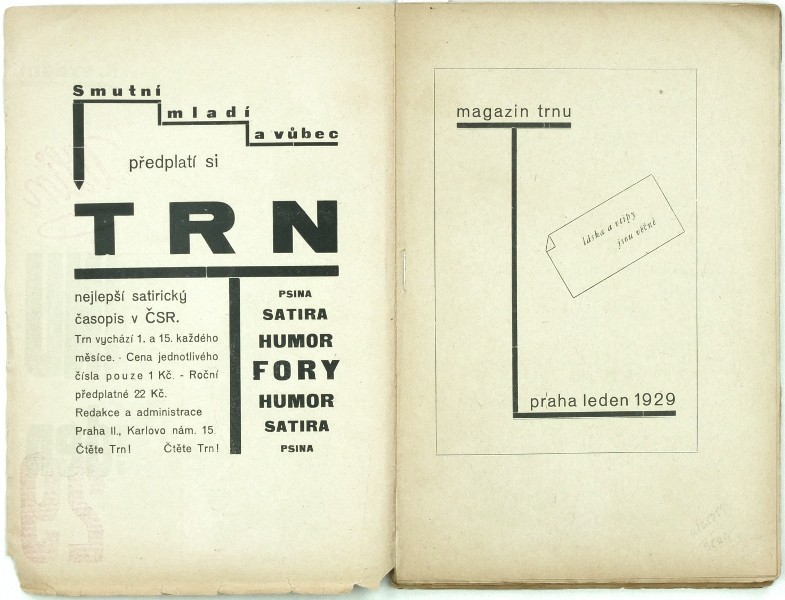 Smutní
mladí
a vůbec
předplatí si
TRN
nejlepší satirický
časopis v ČSR.
Trn vychází 1. a 15. každého
měsíce. - Cena jednotlivého
čísla pouze 1 Kč. - Roční
předplatné 22 Kč.
Redakce a administrace
Praha II., Karlovo nám. 15.
Čtěte Trn! Čtěte Trn!
PSINA
SATIRA
HUMOR
FORY
HUMOR
SATIRA
PSINA
magazin trnu
láska a vtipy
jsou věčné
praha leden 1929